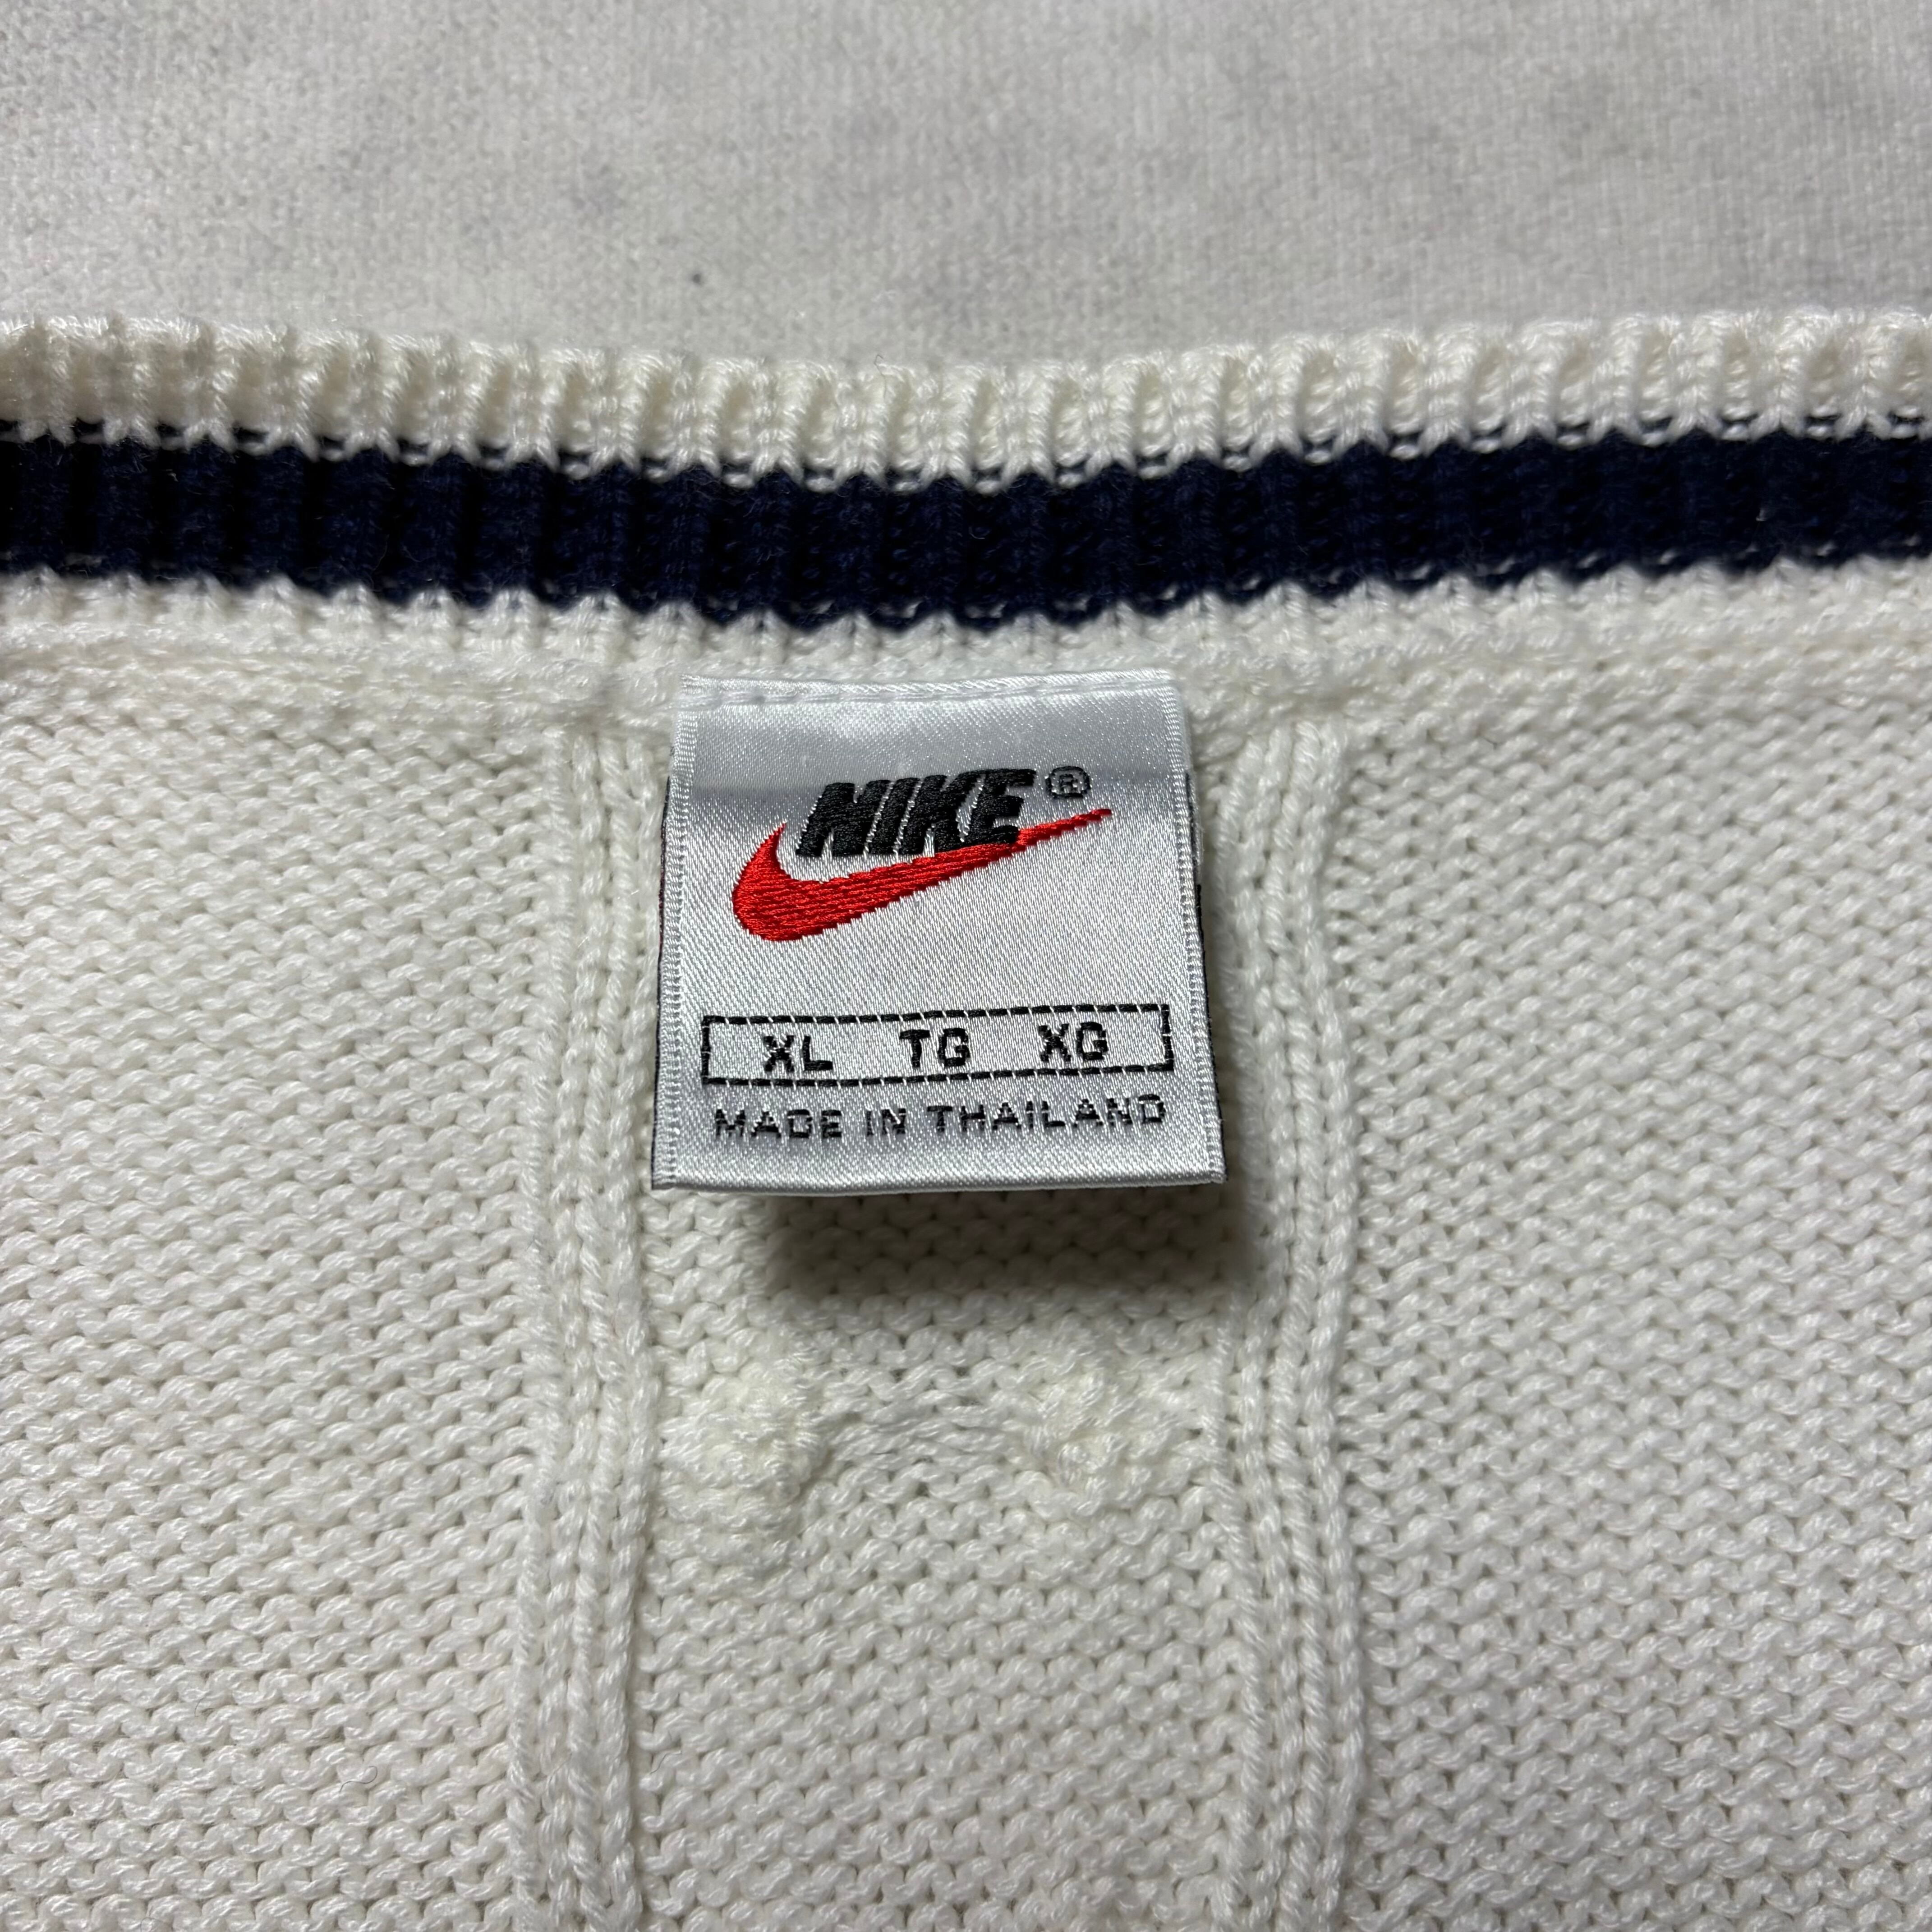 NIKE®
XL TG XG
MADE IN THAILAND